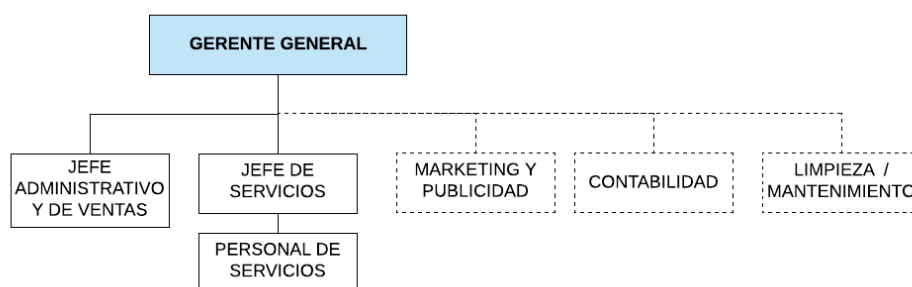 GERENTE GENERAL
JEFE
ADMINISTRATIVO
Y DE VENTAS
JEFE DE
SERVICIOS
MARKETING Y
PUBLICIDAD
CONTABILIDAD
LIMPIEZA /
MANTENIMIENTO
PERSONAL DE
SERVICIOS